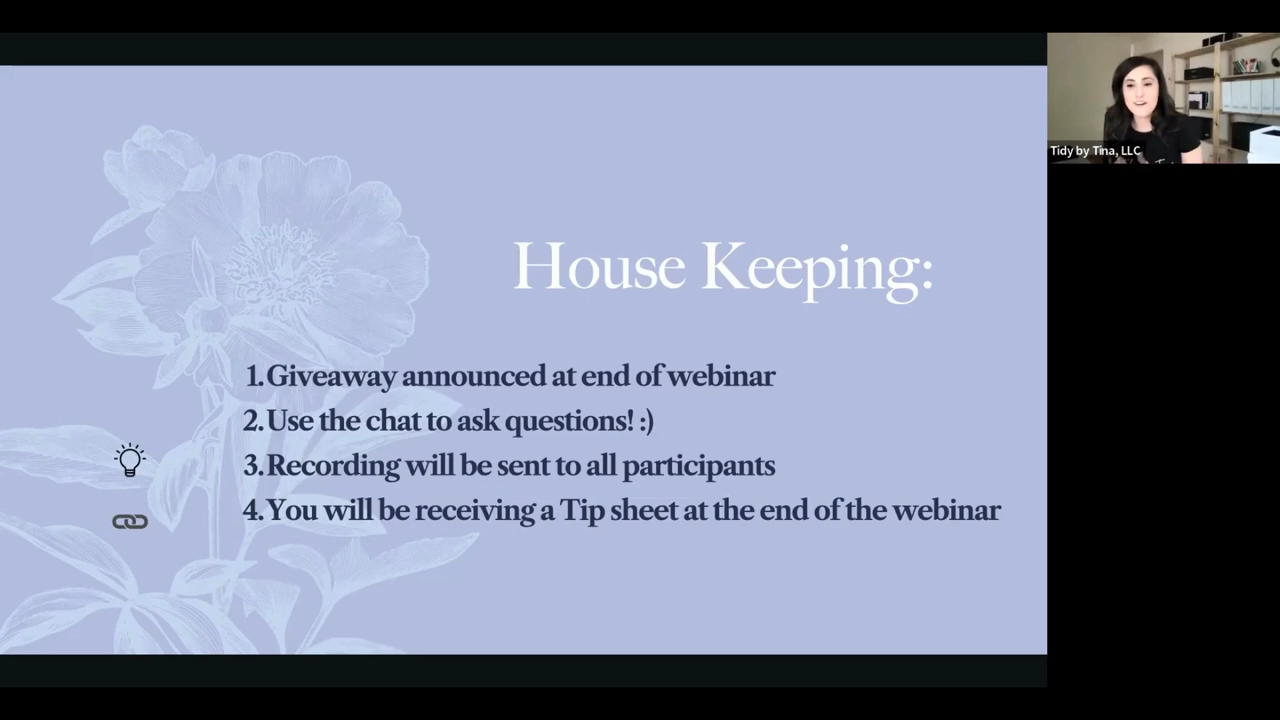 House Keeping:
1. Giveaway announced at end of webinar
2. Use the chat to ask questions! :)
3. Recording will be sent to all participants
4. You will be receiving a Tip sheet at the end of the webinar
Tidy by Tina, LLC